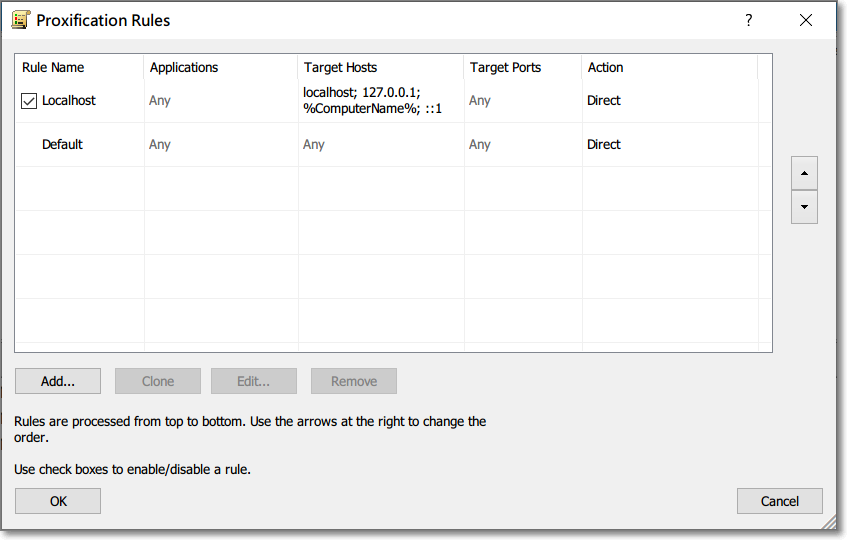 Proxification Rules
?
Rule Name Applications Target Hosts Target Ports Action
Localhost Any localhost; 127.0.0.1; Any Direct
%ComputerName%; ::1
Default Any Any Any Direct
Add... Clone Edit... Remove
Rules are processed from top to bottom. Use the arrows at the right to change the
order.
Use check boxes to enable/disable a rule.
OK Cancel